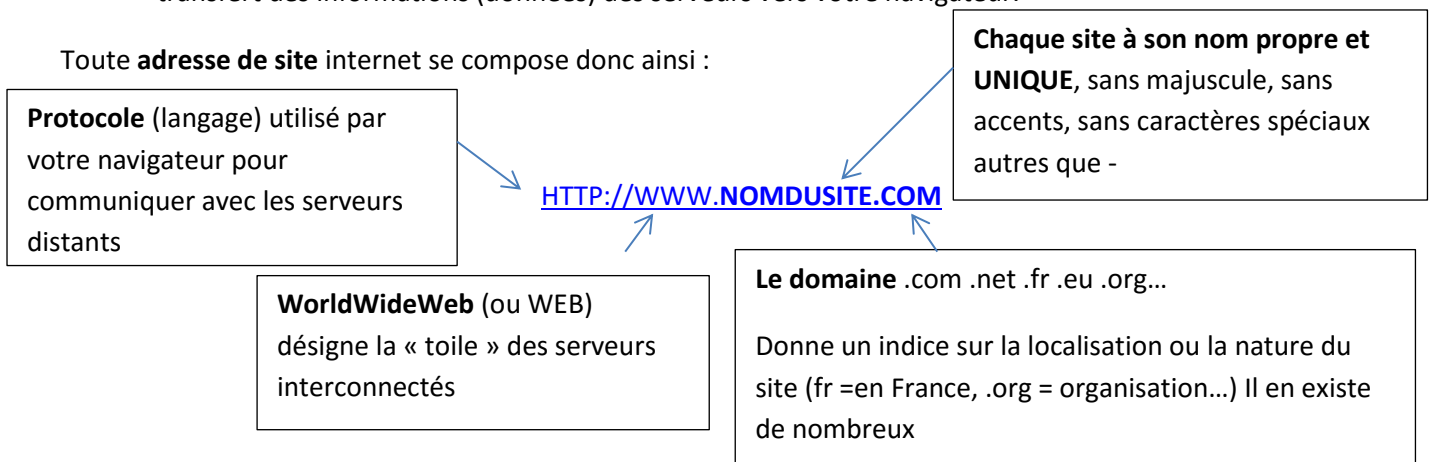 Toute adresse de site internet se compose donc ainsi :
Chaque site à son nom propre et
UNIQUE, sans majuscule, sans
accents, sans caractères spéciaux
autres que -
Protocole (langage) utilisé par
votre navigateur pour
communiquer avec les serveurs
distants
HTTP://WWW.NOMDUSITE.COM
WorldWideWeb (ou WEB)
désigne la « toile » des serveurs
interconnectés
Le domaine .com .net .fr .eu .org…
Donne un indice sur la localisation ou la nature du
site (fr =en France, .org = organisation…) Il en existe
de nombreux